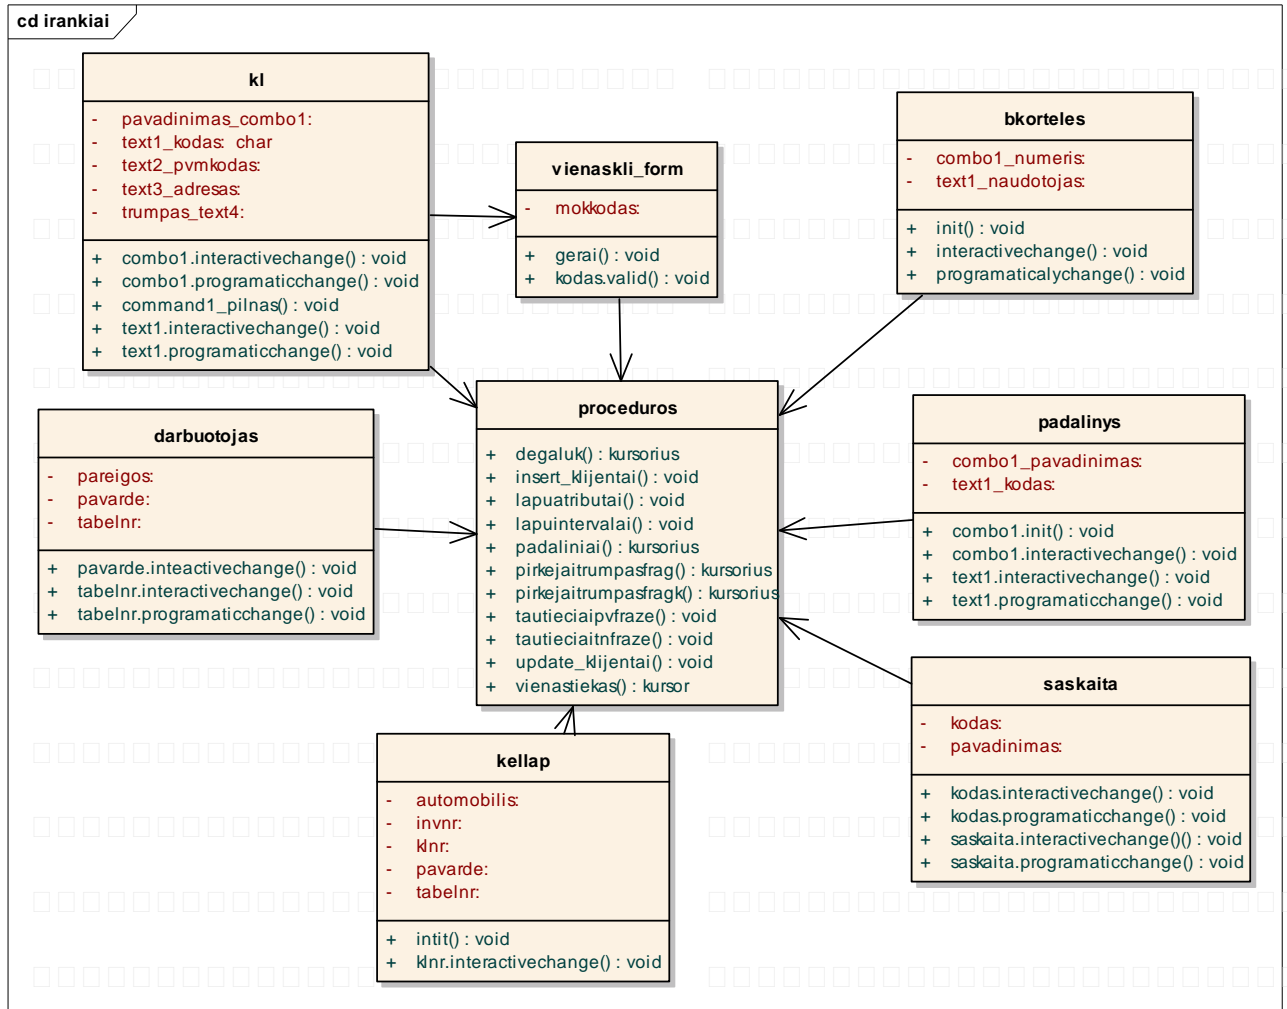 cd irankiai
kl
- pavadinimas_combo1:
- text1_kodas: char
- text2_pvmkodas:
- text3_adresas:
- trumpas_text4:
+ combo1.interactivechange() : void
+ combo1.programaticchange() : void
+ command1_pilnas() : void
+ text1.interactivechange() : void
+ text1.programaticchange() : void
vienaskli_form
- mokkodas:
+ gerai() : void
+ kodas.valid() : void
bkorteles
- combo1_numeris:
- text1_naudotojas:
+ init() : void
+ interactivechange() : void
+ programaticalychange() : void
darbuotojas
- pareigos:
- pavarde:
- tabelnr:
+ pavarde.inteactivechange() : void
+ tabelnr.interactivechange() : void
+ tabelnr.programaticchange() : void
proceduros
+ degaluk() : kursorius
+ insert_klijentai() : void
+ lapuatributai() : void
+ lapuintervalai() : void
+ padaliniai() : kursorius
+ pirkejaitrumpasfrag() : kursorius
+ pirkejaitrumpasfragk() : kursorius
+ tautieciaipvfraze() : void
+ tautieciaitnfraze() : void
+ update_klijentai() : void
+ vienastiekas() : kursor
padalinys
- combo1_pavadinimas:
- text1_kodas:
+ combo1.init() : void
+ combo1.interactivechange() : void
+ text1.interactivechange() : void
+ text1.programaticchange() : void
saskaita
- kodas:
- pavadinimas:
+ kodas.interactivechange() : void
+ kodas.programaticchange() : void
+ saskaita.interactivechange()() : void
+ saskaita.programaticchange() : void
kellap
- automobilis:
- invnr:
- klnr:
- pavarde:
- tabelnr:
+ intit() : void
+ klnr.interactivechange() : void